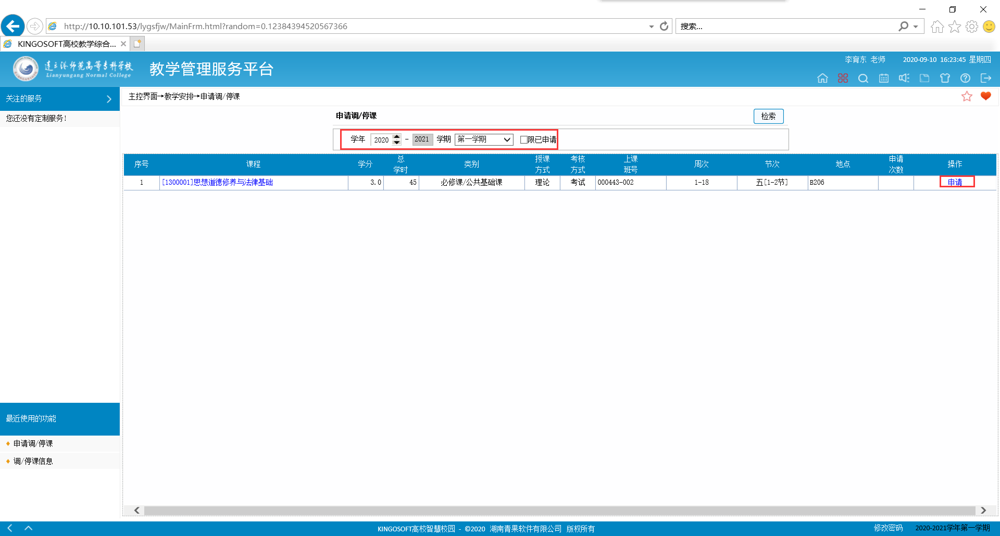 http://10.10.101.53/lygsfjw/MainFrm.html?random=0.12384394520567366
搜索...
KINGOSOFT高校教学综合...
连云港师范高等专科学校
Lianyungang Normal College
教学管理服务平台
李育东 老师 2020-09-10 16:23:45 星期四
关注的服务
您还没有定制服务!
主控界面→教学安排→申请调/停课
申请调/停课
检索
学年 2020 - 2021 学期 第一学期 限已申请
序号 课程 学分 总学时 类别 授课方式 考核方式 上课班号 周次 节次 地点 申请次数 操作
1 [1300001]思想道德修养与法律基础 3.0 45 必修课/公共基础课 理论 考试 000443-002 1-18 五[1-2节] B206 申请
最近使用的功能
申请调/停课
调/停课信息
KINGOSOFT高校智慧校园 - ©2020 湖南青果软件有限公司 版权所有
修改密码 2020-2021学年第一学期